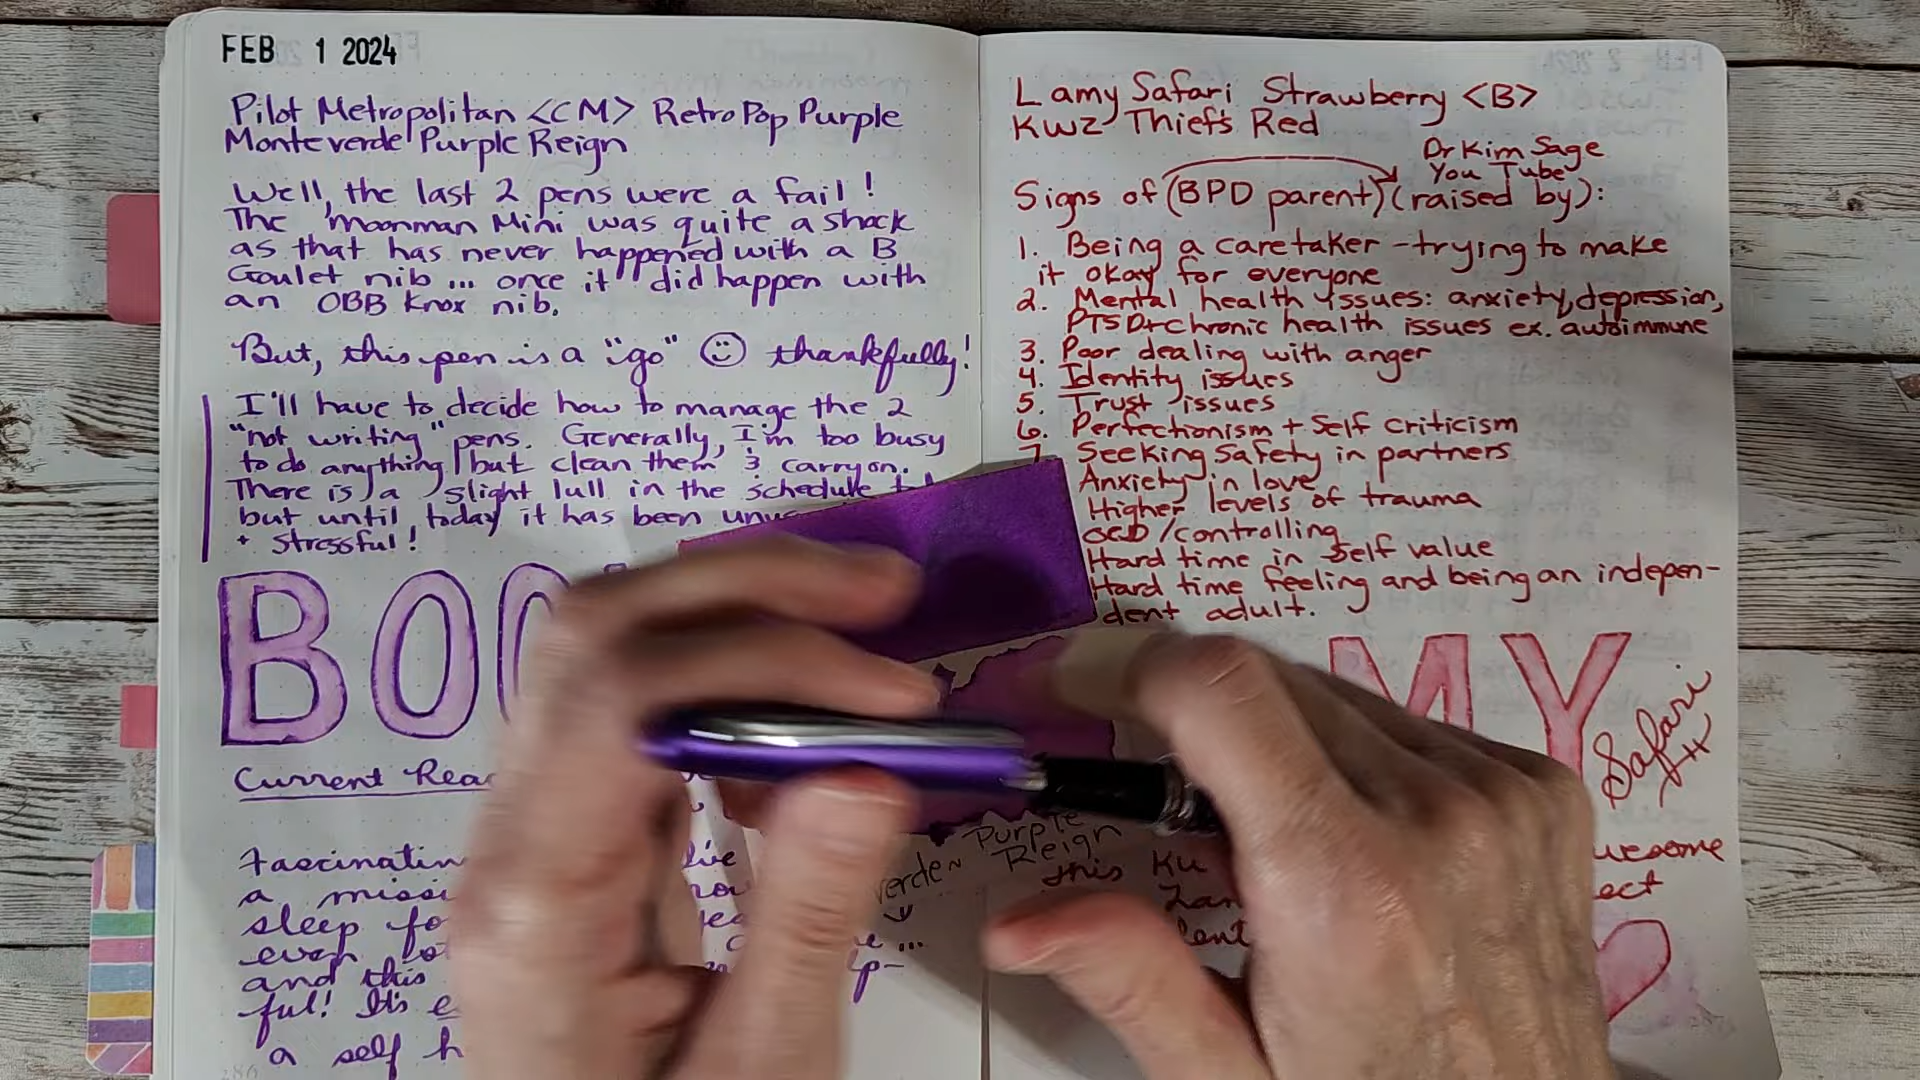 FEB 1 2024
Pilot Metropolitan <CM> Retro Pop Purple
Monteverde Purple Reign
Well, the last 2 pens were a fail!
The moonman Mini was quite a shock
as that has never happened with a B
Goulet nib ... once it did happen with
an OBB Knox nib.
But, this pen is a "go" ☺ thankfully!
I'll have to decide how to manage the 2
"not writing" pens. Generally, I'm too busy
to do anything but clean them & carry on.
There is a slight lull in the schedule
but until today it has been
+ stressful!
BOO
Current
Fascinatin
a
sleep fo
even
and this
ful! It's
a self h
Purple
Reign
Lamy Safari Strawberry <B>
KWZ Thiefs Red
Dr Kim Sage
You Tube
Signs of (BPD parent) (raised by):
1. Being a caretaker - trying to make
it okay for everyone
2. Mental health issues: anxiety, depression,
PTSD + chronic health issues ex. autoimmune
3. Poor dealing with anger
4. Identity issues
5. Trust issues
6. Perfectionism + Self criticism
7. Seeking Safety in partners
Anxiety in love
Higher levels of trauma
OCD/controlling
Hard time in Self value
Hard time feeling and being an indepen-
dent adult.
MY
Safari
this